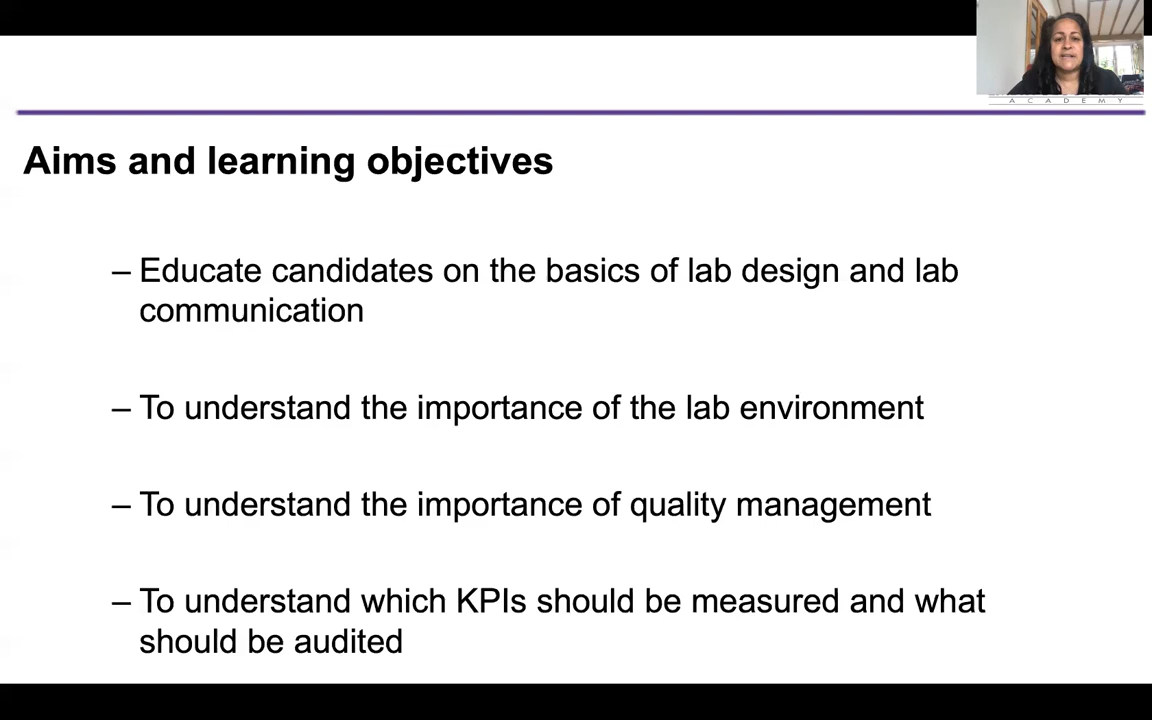 ACADEMY
Aims and learning objectives
– Educate candidates on the basics of lab design and lab
communication
– To understand the importance of the lab environment
– To understand the importance of quality management
– To understand which KPIs should be measured and what
should be audited